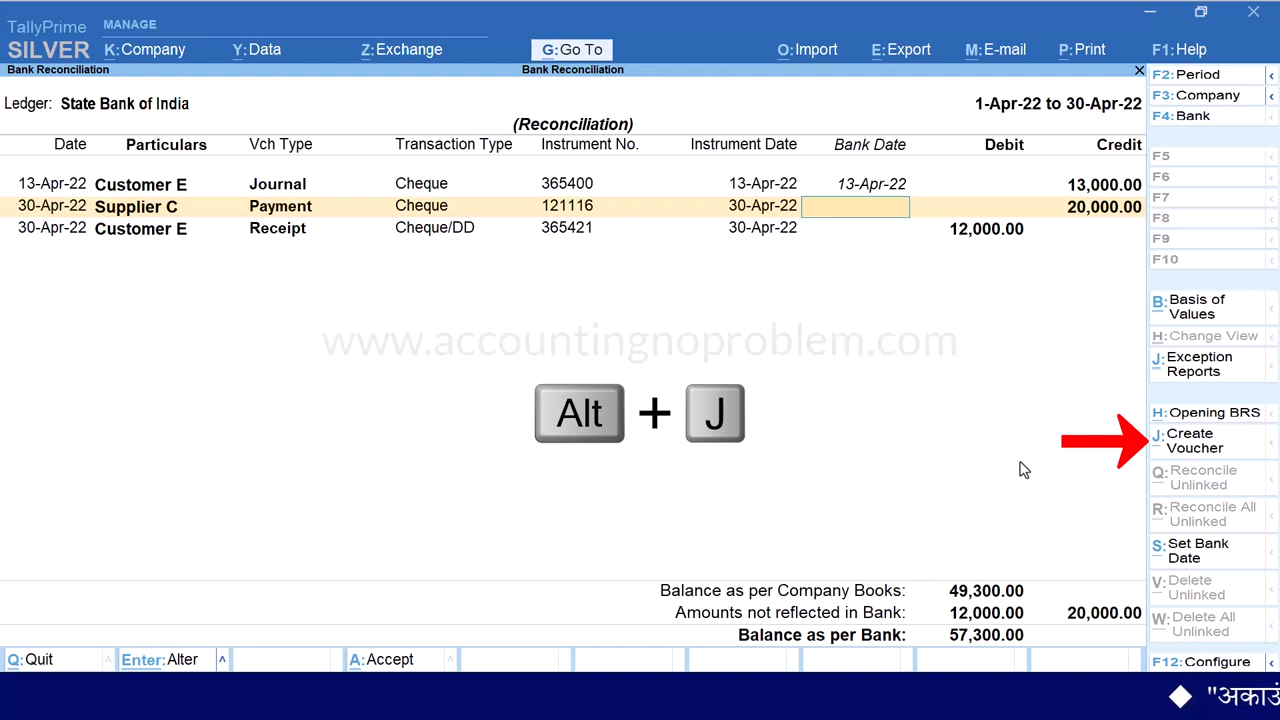 TallyPrime MANAGE
SILVER K:Company Y:Data Z:Exchange G:Go To O:Import E:Export M:E-mail P:Print F1:Help
Bank Reconciliation Bank Reconciliation
Ledger: State Bank of India 1-Apr-22 to 30-Apr-22
(Reconciliation)
Date Particulars Vch Type Transaction Type Instrument No. Instrument Date Bank Date Debit Credit
13-Apr-22 Customer E Journal Cheque 365400 13-Apr-22 13-Apr-22 13,000.00
30-Apr-22 Supplier C Payment Cheque 121116 30-Apr-22 20,000.00
30-Apr-22 Customer E Receipt Cheque/DD 365421 30-Apr-22 12,000.00
www.accountingnoproblem.com
Alt + J
Balance as per Company Books: 49,300.00
Amounts not reflected in Bank: 12,000.00 20,000.00
Balance as per Bank: 57,300.00
F2: Period
F3: Company
F4: Bank
F5
F6
F7
F8
F9
F10
B: Basis of
Values
H: Change View
J: Exception
Reports
H: Opening BRS
J: Create
Voucher
Q: Reconcile
Unlinked
R: Reconcile All
Unlinked
S: Set Bank
Date
V: Delete
Unlinked
W: Delete All
Unlinked
F12: Configure
Q: Quit Enter: Alter A: Accept